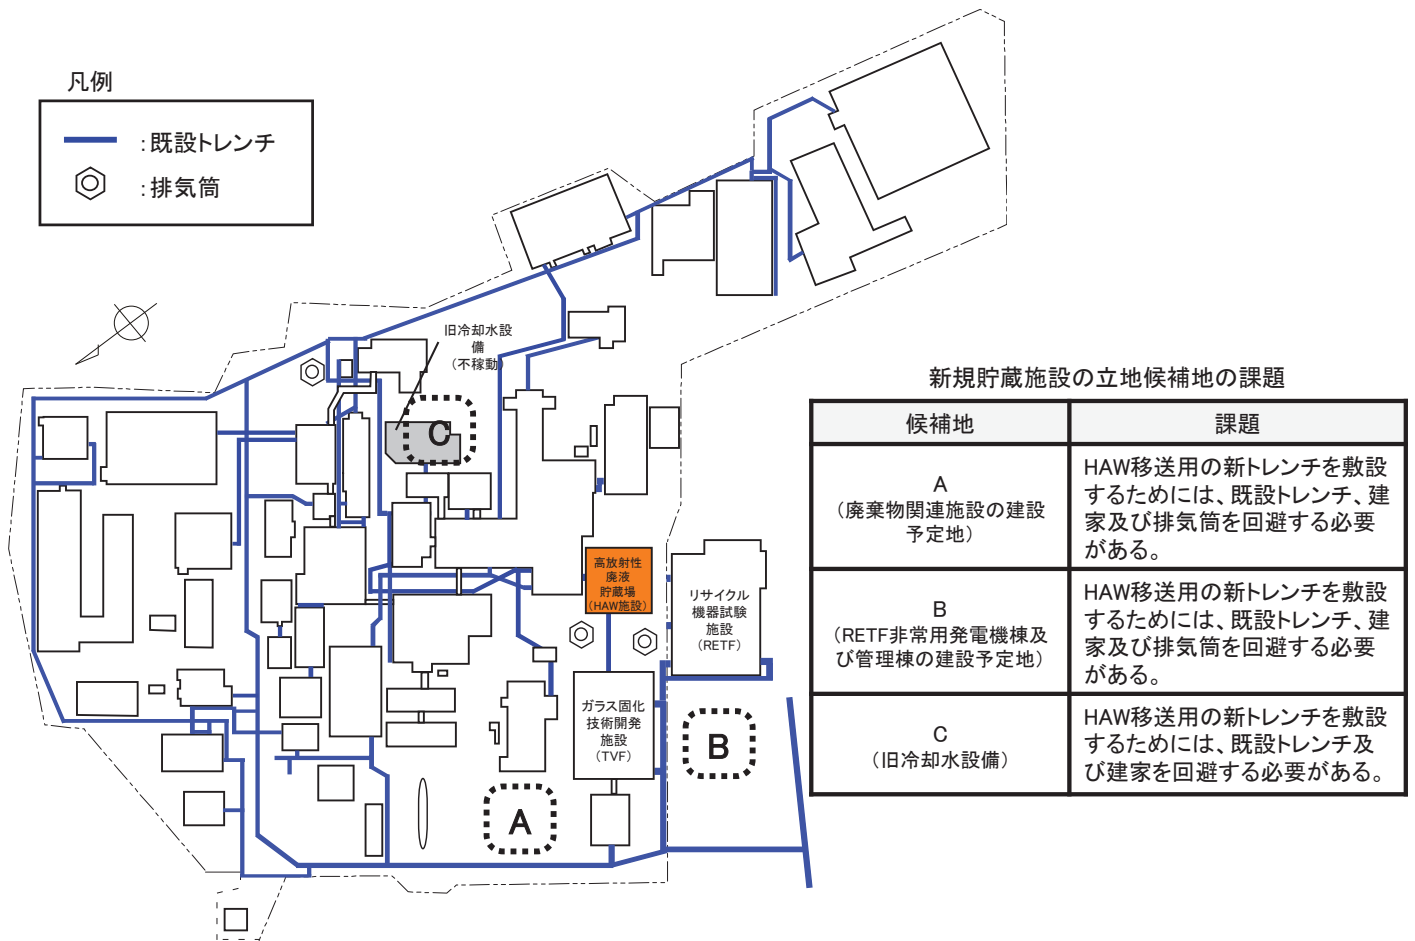 凡例
:既設トレンチ
:排気筒
旧冷却水設
備
(不稼動)
C
高放射性
廃液
貯蔵場
(HAW施設)
リサイクル
機器試験
施設
(RETF)
ガラス固化
技術開発
施設
(TVF)
B
A
新規貯蔵施設の立地候補地の課題
候補地
課題
A
(廃棄物関連施設の建設
予定地)
HAW移送用の新トレンチを敷設
するためには、既設トレンチ、建
家及び排気筒を回避する必要
がある。
B
(RETF非常用発電機棟及
び管理棟の建設予定地)
HAW移送用の新トレンチを敷設
するためには、既設トレンチ、建
家及び排気筒を回避する必要
がある。
C
(旧冷却水設備)
HAW移送用の新トレンチを敷設
するためには、既設トレンチ及
び建家を回避する必要がある。